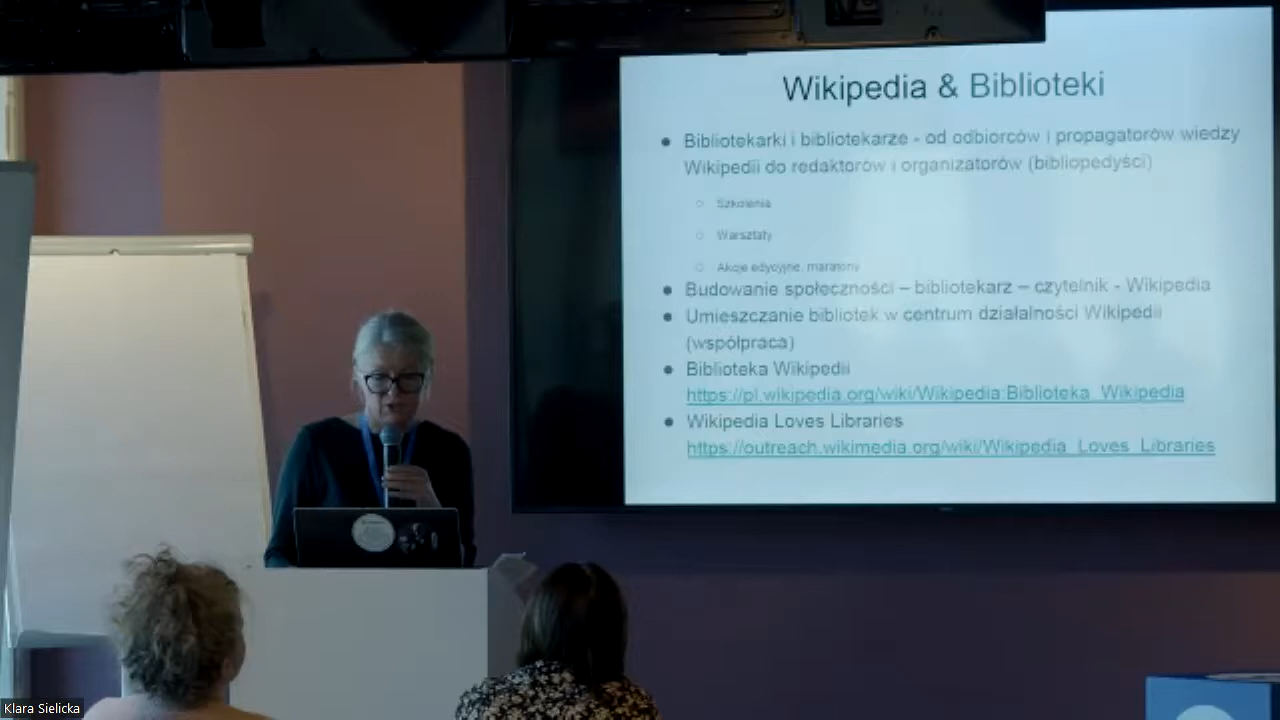 Wikipedia & Biblioteki
● Bibliotekarki i bibliotekarze - od odbiorców i propagatorów wiedzy
Wikipedii do redaktorów i organizatorów (bibliopedyści)
○ Szkolenia
○ Warsztaty
○ Akcje edycyjne, maratony
● Budowanie społeczności – bibliotekarz – czytelnik - Wikipedia
● Umieszczanie bibliotek w centrum działalności Wikipedii
(współpraca)
● Biblioteka Wikipedii
https://pl.wikipedia.org/wiki/Wikipedia:Biblioteka_Wikipedia
● Wikipedia Loves Libraries
https://outreach.wikimedia.org/wiki/Wikipedia_Loves_Libraries
Klara Sielicka